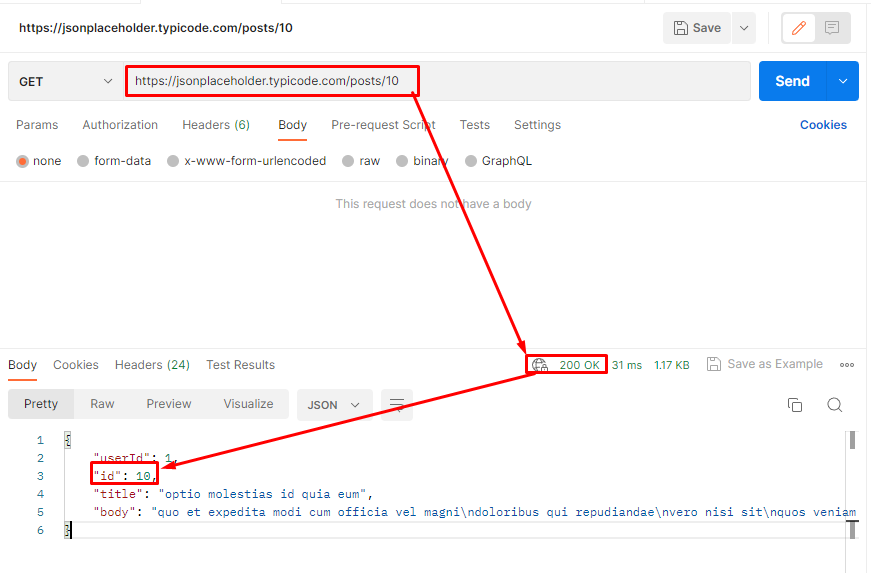 https://jsonplaceholder.typicode.com/posts/10 Save
GET https://jsonplaceholder.typicode.com/posts/10 Send
Params Authorization Headers (6) Body Pre-request Script Tests Settings Cookies
none form-data x-www-form-urlencoded raw binary GraphQL
This request does not have a body
Body Cookies Headers (24) Test Results 200 OK 31 ms 1.17 KB Save as Example
Pretty Raw Preview Visualize JSON
1 {
2 "userId": 1,
3 "id": 10,
4 "title": "optio molestias id quia eum",
5 "body": "quo et expedita modi cum officia vel magni\ndoloribus qui repudiandae\nvero nisi sit\nquos veniam
6 }